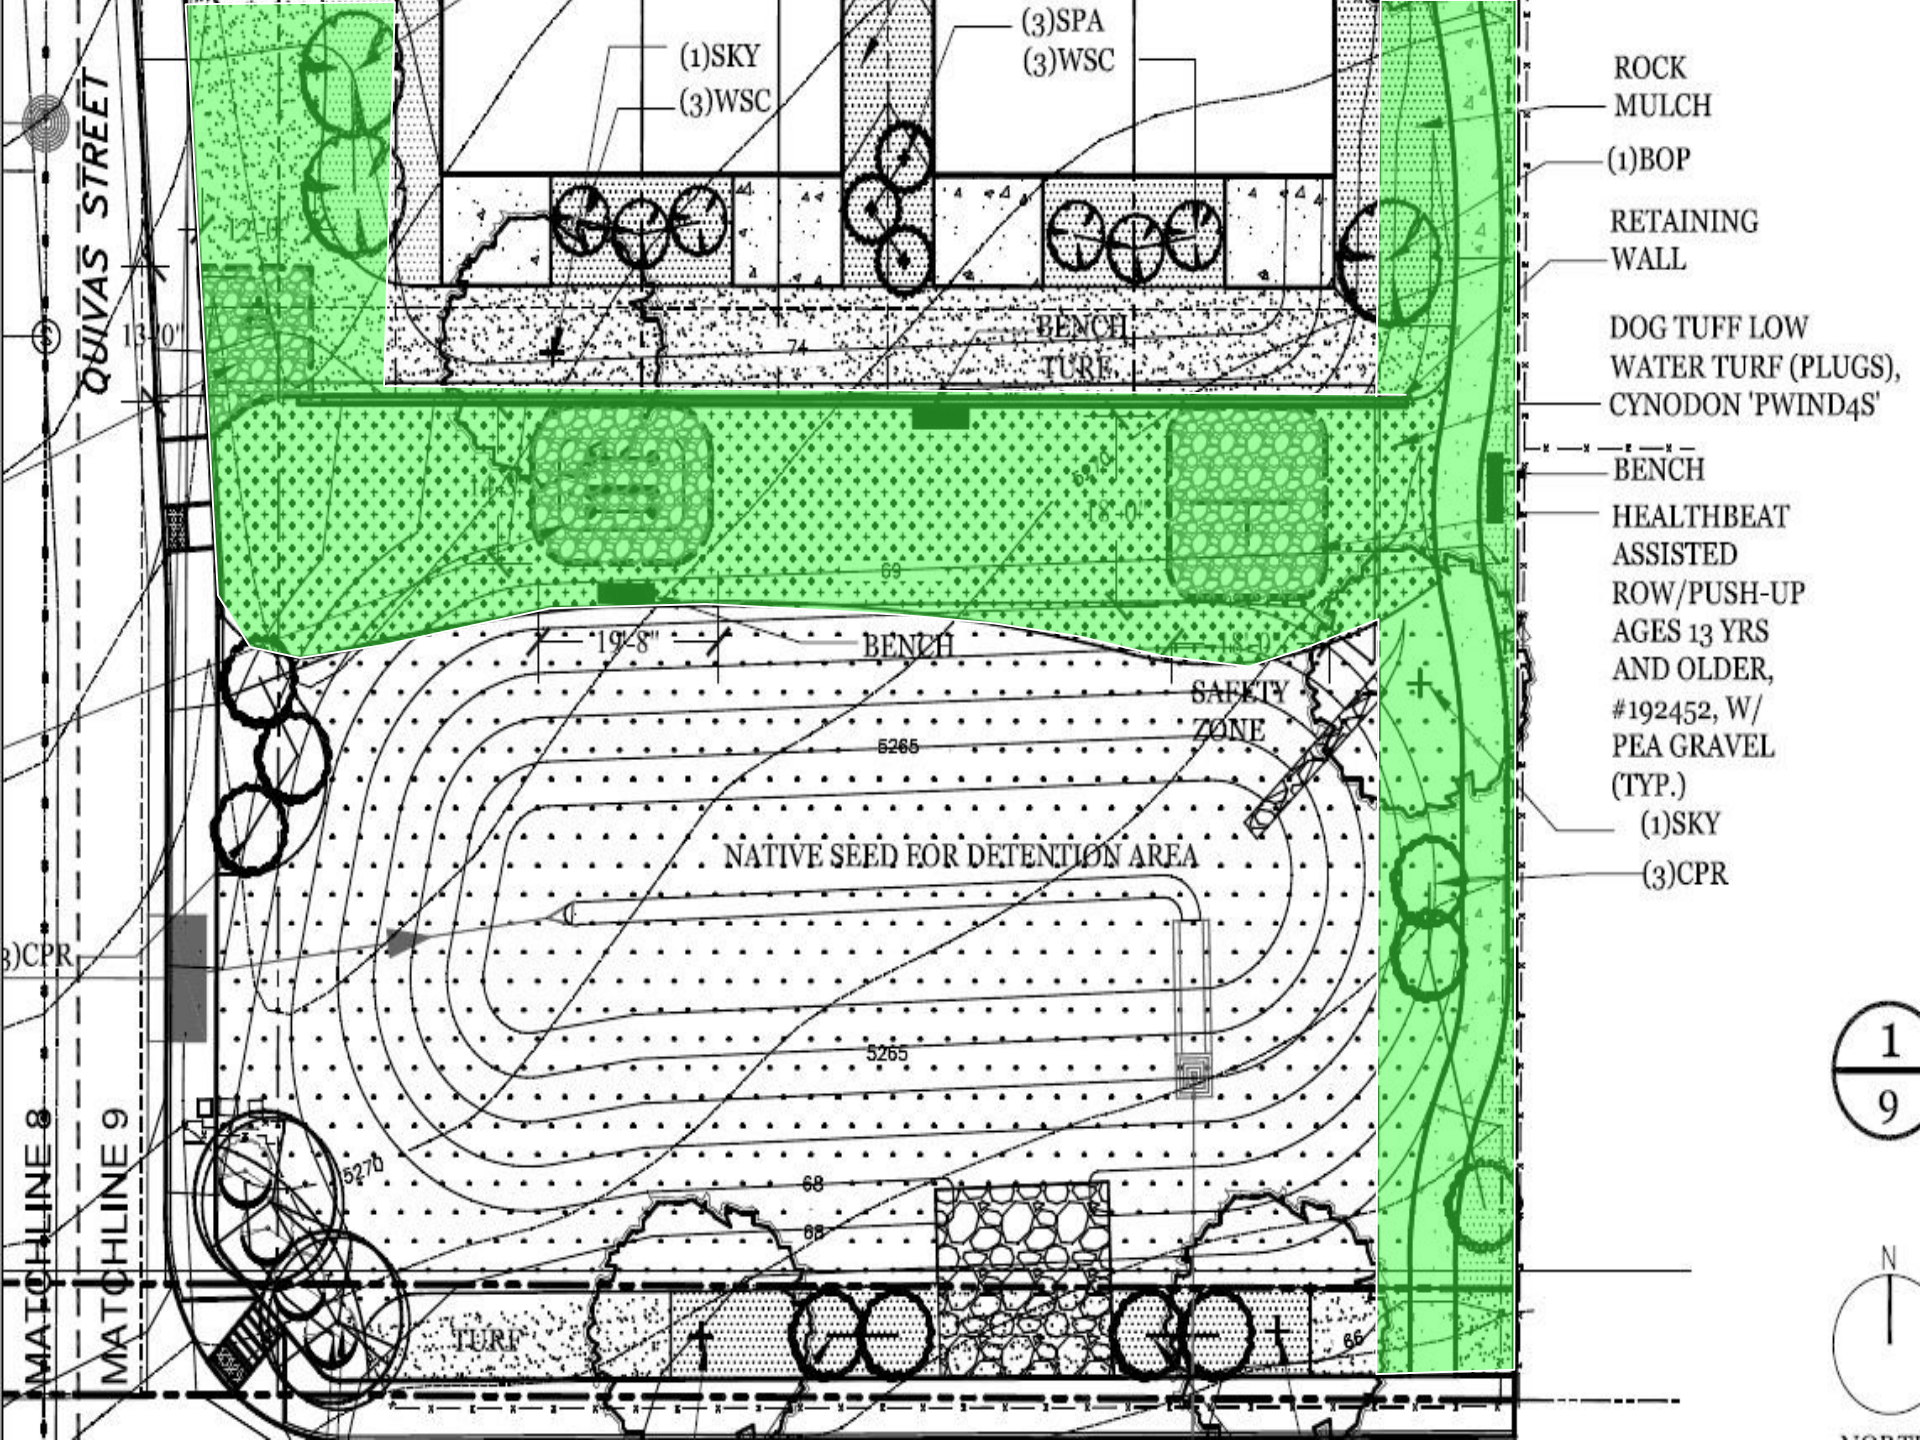 (1)SKY
(3)WSC
(3)SPA
(3)WSC
ROCK
MULCH
(1)BOP
RETAINING
WALL
DOG TUFF LOW
WATER TURF (PLUGS),
CYNODON 'PWIND4S'
BENCH
HEALTHBEAT
ASSISTED
ROW/PUSH-UP
AGES 13 YRS
AND OLDER,
#192452, W/
PEA GRAVEL
(TYP.)
(1)SKY
(3)CPR
QUIVAS STREET
13'-0"
BENCH
74
TURF
18'-0"
69
19'-8"
BENCH
18'-0"
SAFETY
ZONE
5265
NATIVE SEED FOR DETENTION AREA
3)CPR
5265
5270
68
68
MATCHLINE 8
MATCHLINE 9
TURF
66
1
9
N